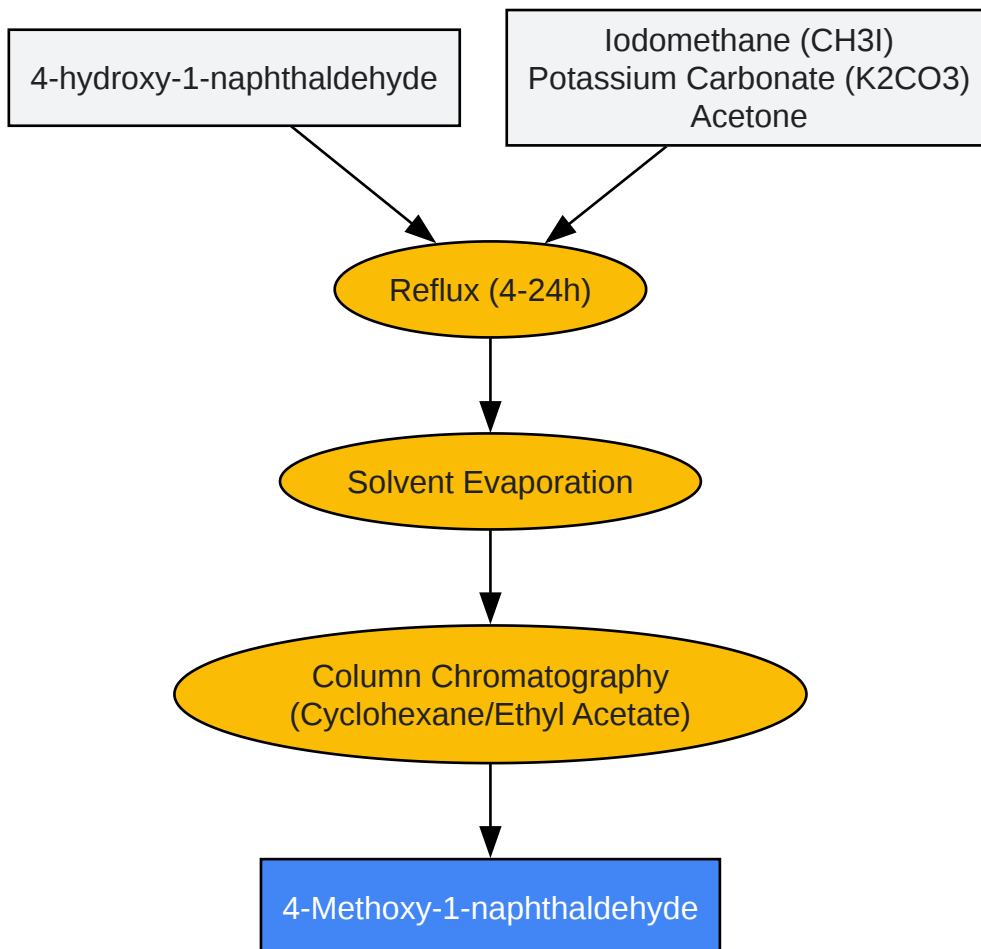 4-hydroxy-1-naphthaldehyde
Iodomethane (CH3I)
Potassium Carbonate (K2CO3)
Acetone
Reflux (4-24h)
Solvent Evaporation
Column Chromatography
(Cyclohexane/Ethyl Acetate)
4-Methoxy-1-naphthaldehyde